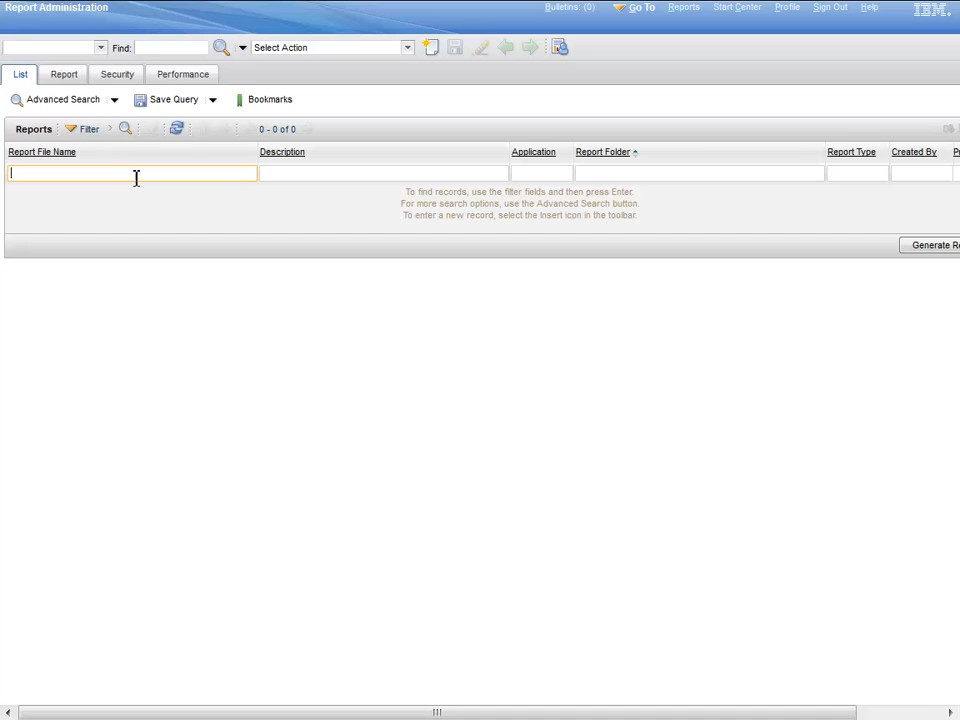 Report Administration
Bulletins (0) Go To Reports Start Center Profile Sign Out Help IBM.
Find: Select Action
List Report Security Performance
Advanced Search Save Query Bookmarks
Reports Filter 0 - 0 of 0
Report File Name Description Application Report Folder Report Type Created By
To find records, use the filter fields and then press Enter.
For more search options, use the Advanced Search button.
To enter a new record, select the Insert icon in the toolbar.
Generate Re